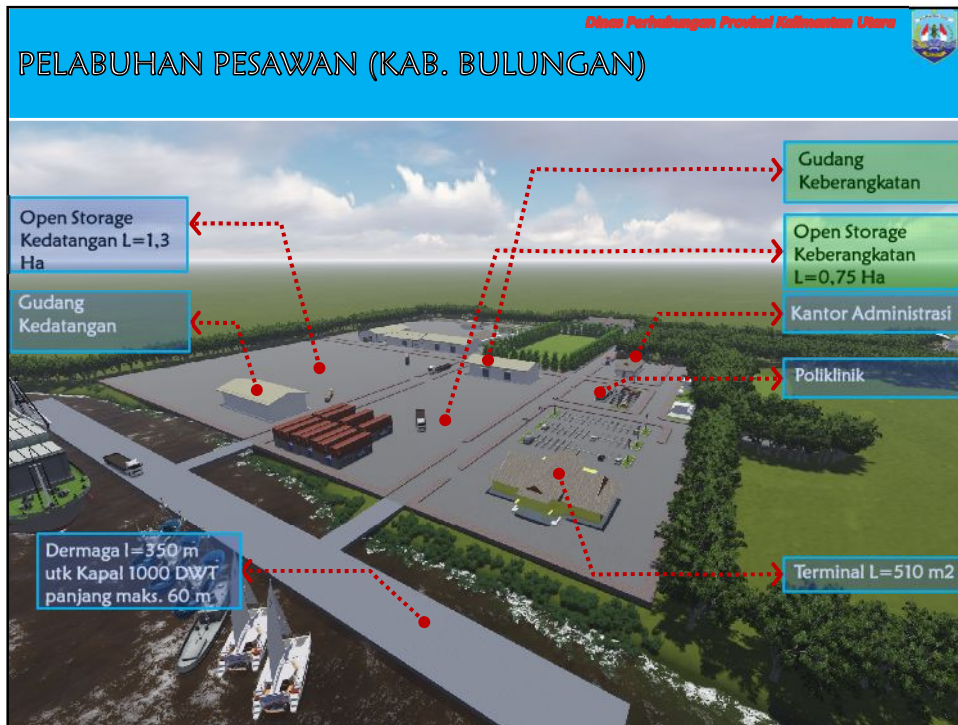 Dinas Perhubungan Provinsi Kalimantan Utara
PELABUHAN PESAWAN (KAB. BULUNGAN)
Open Storage
Kedatangan L=1,3
Ha
Gudang
Kedatangan
Dermaga l=350 m
utk Kapal 1000 DWT
panjang maks. 60 m
Gudang
Keberangkatan
Open Storage
Keberangkatan
L=0,75 Ha
Kantor Administrasi
Poliklinik
Terminal L=510 m2